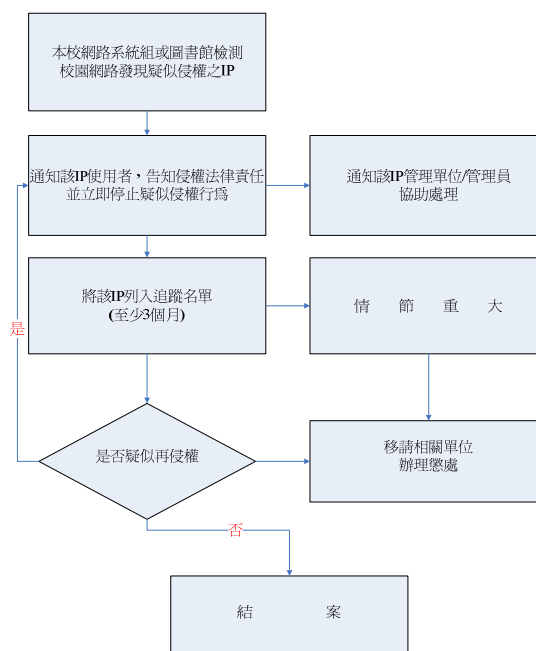 本校網路系統組或圖書館檢測
校園網路發現疑似侵權之IP
通知該IP使用者，告知侵權法律責任
並立即停止疑似侵權行為
通知該IP管理單位/管理員
協助處理
將該IP列入追蹤名單
(至少3個月)
情 節 重 大
是
是否疑似再侵權
移請相關單位
辦理懲處
否
結 案